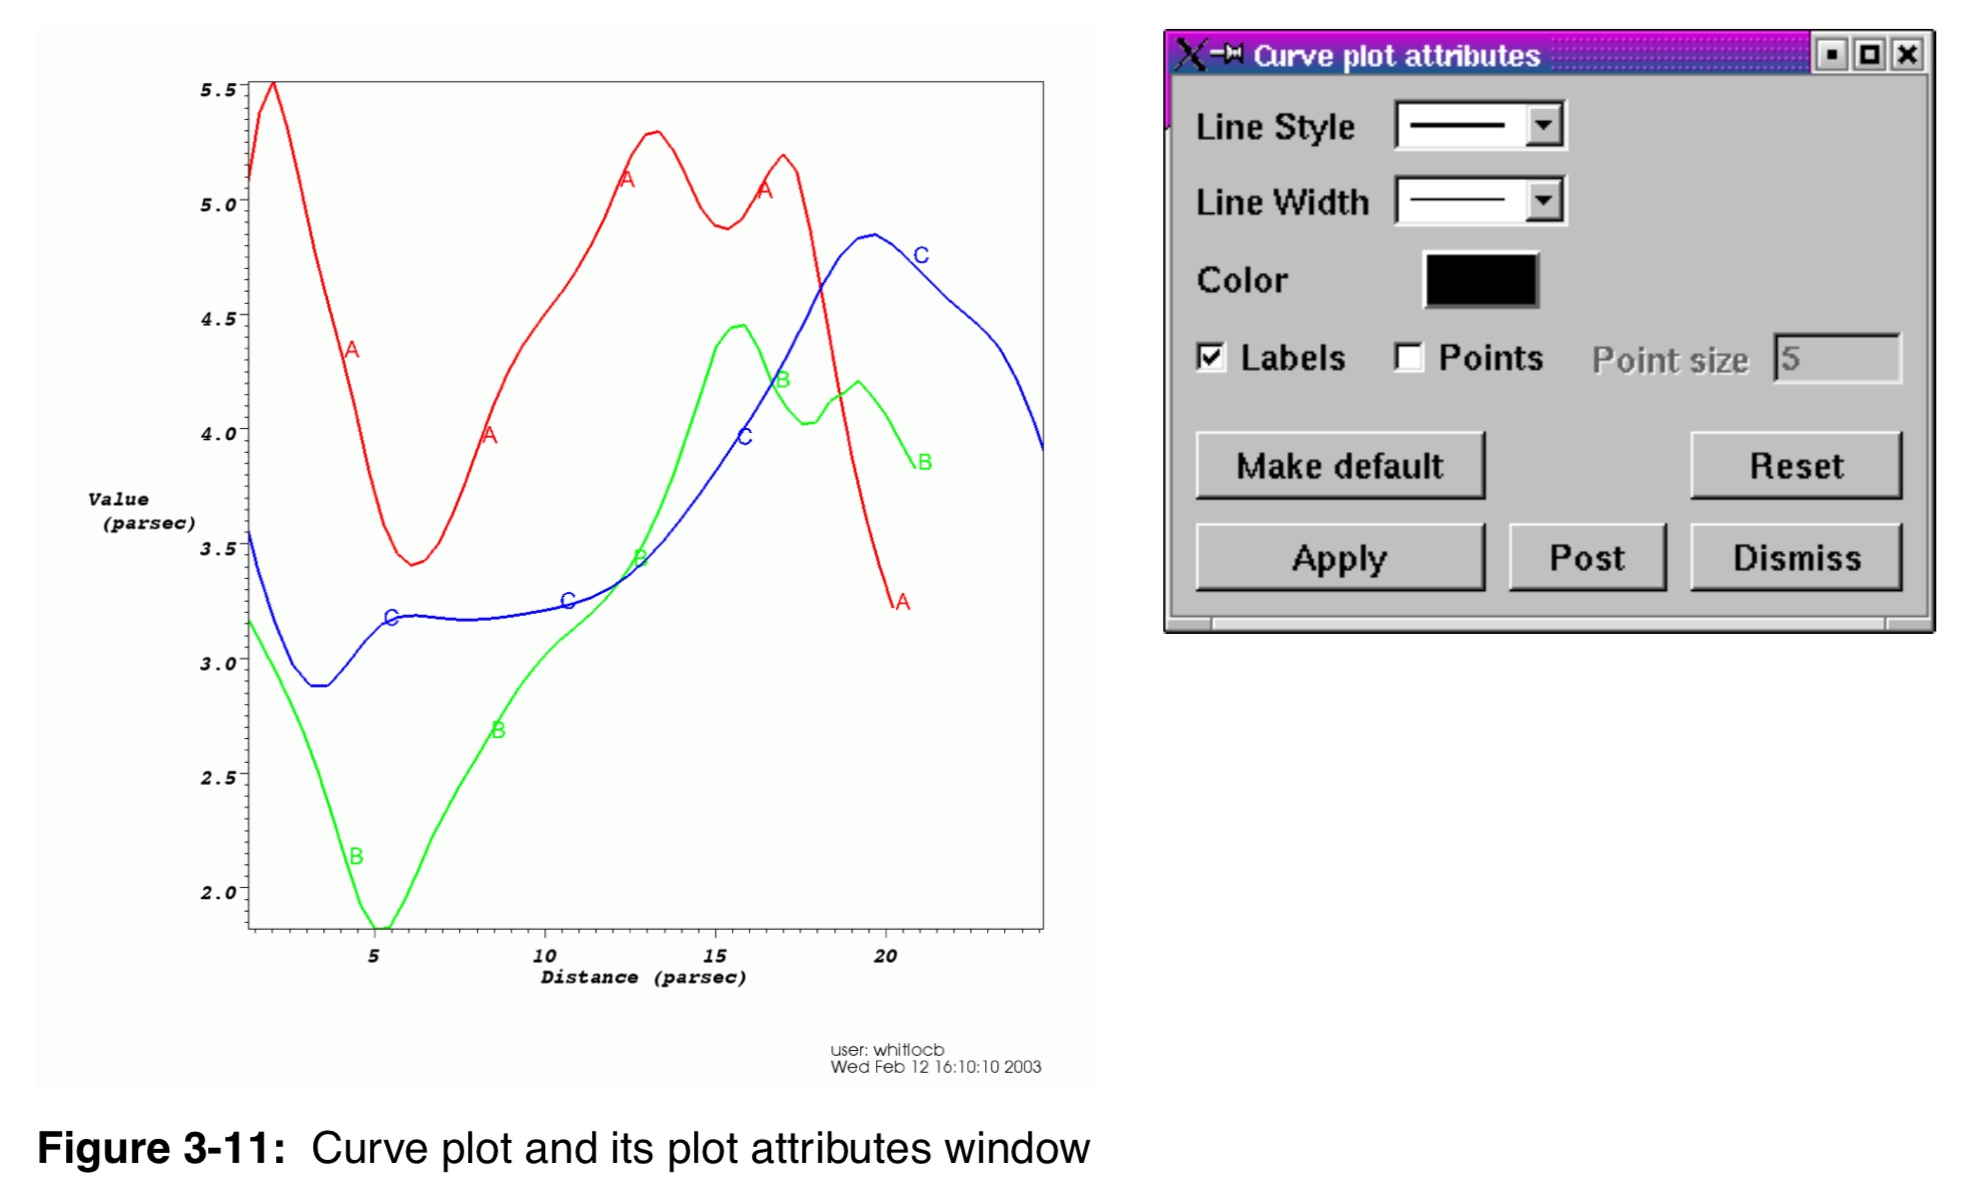 5.5
5.0
4.5
4.0
3.5
3.0
2.5
2.0
Value
(parsec)
5 10 15 20
Distance (parsec)
A
A
A
A
A
A
B
B
B
B
B
B
C
C
C
C
user: whitlocb
Wed Feb 12 16:10:10 2003
Curve plot attributes
Line Style
Line Width
Color
Labels Points Point size 5
Make default Reset
Apply Post Dismiss
Figure 3-11: Curve plot and its plot attributes window